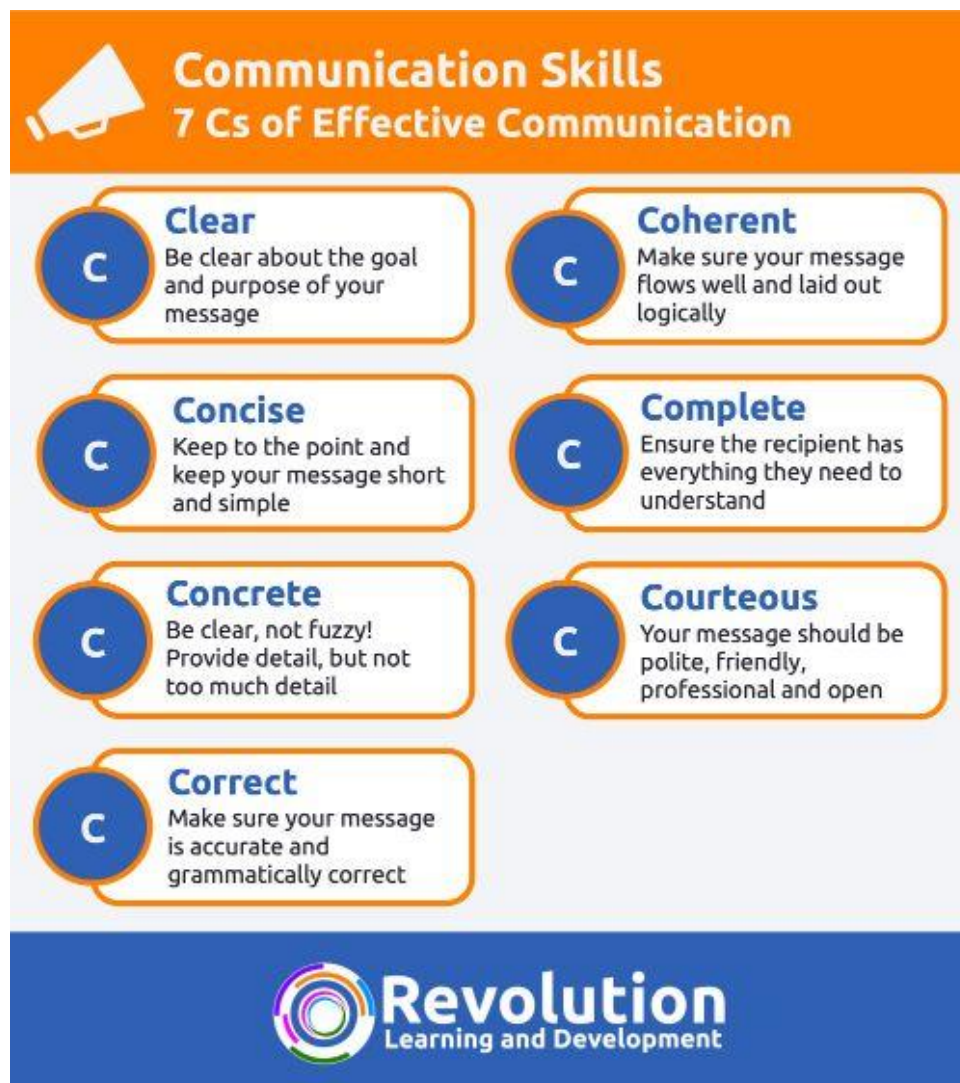 Communication Skills
7 Cs of Effective Communication
C
Clear
Be clear about the goal
and purpose of your
message
C
Concise
Keep to the point and
keep your message short
and simple
C
Concrete
Be clear, not fuzzy!
Provide detail, but not
too much detail
C
Correct
Make sure your message
is accurate and
grammatically correct
C
Coherent
Make sure your message
flows well and laid out
logically
C
Complete
Ensure the recipient has
everything they need to
understand
C
Courteous
Your message should be
polite, friendly,
professional and open
Revolution
Learning and Development